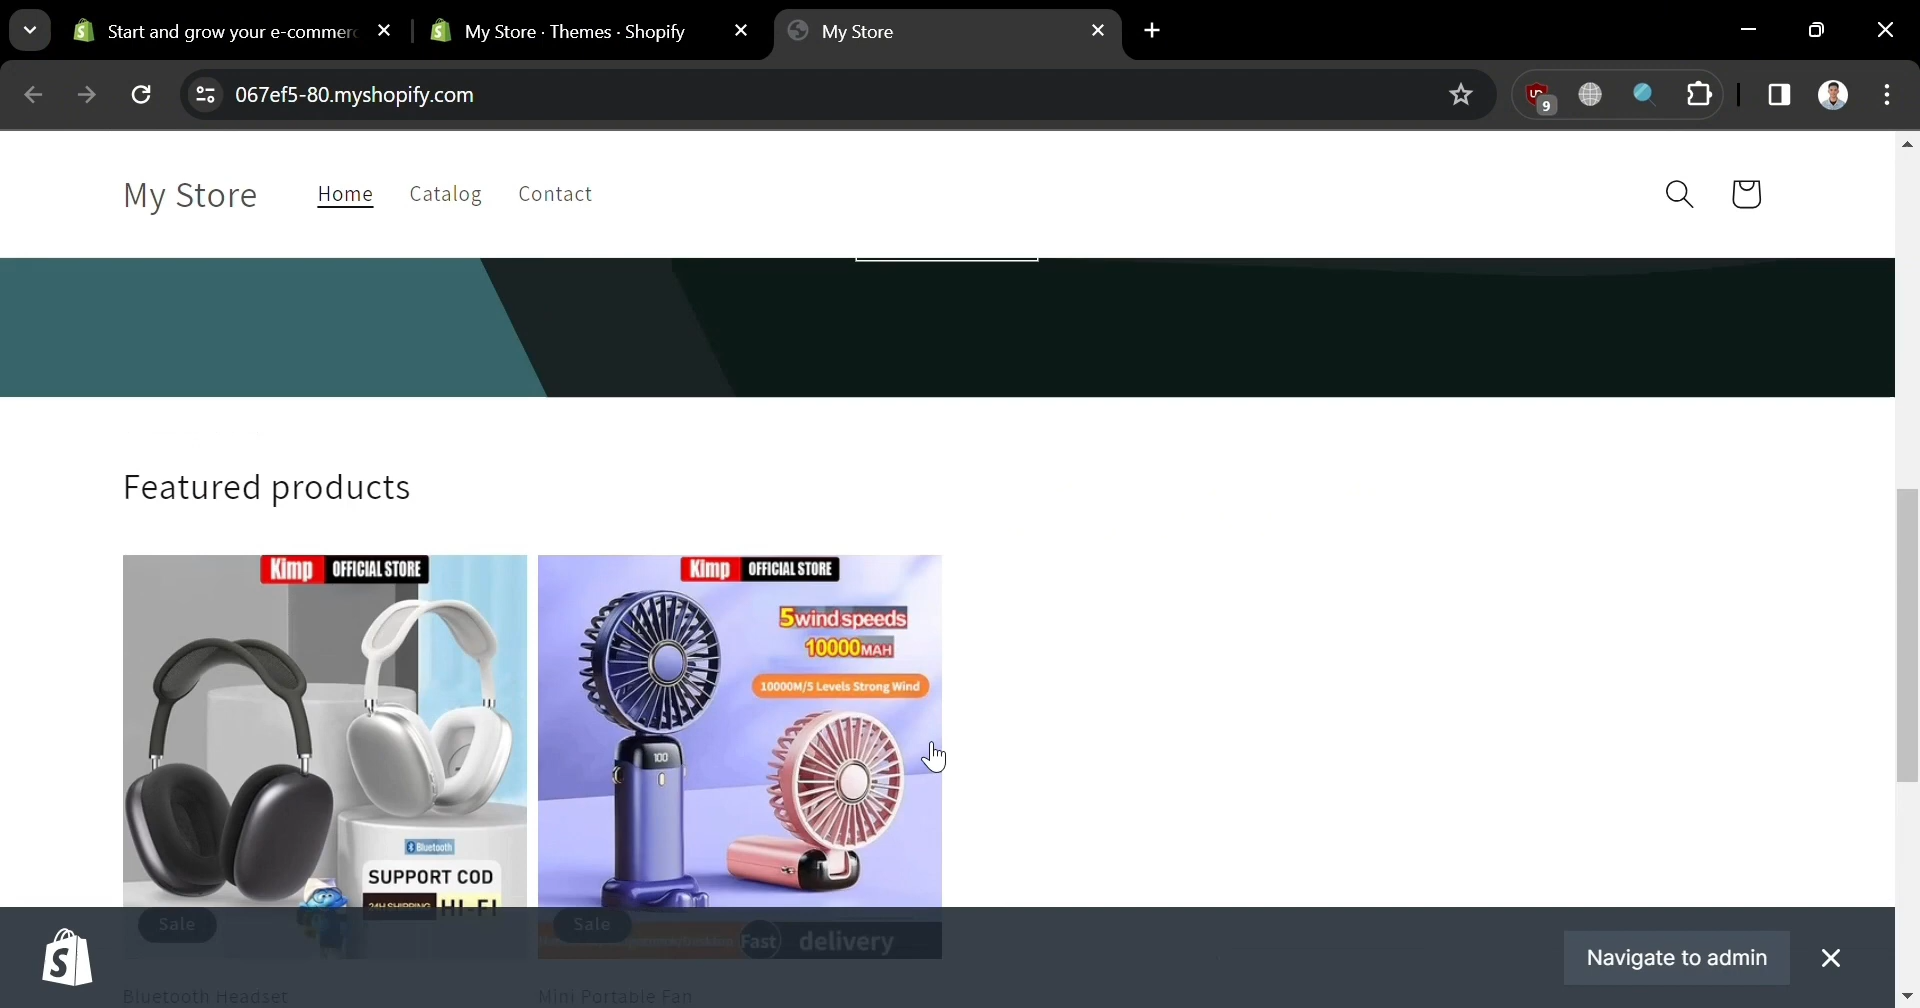 Start and grow your e-commerc
My Store · Themes · Shopify
My Store
067ef5-80.myshopify.com
9
My Store
Home
Catalog
Contact
Featured products
Kimp OFFICIAL STORE
Kimp OFFICIAL STORE
5 wind speeds
10000MAH
10000M/5 Levels Strong Wind
100
Bluetooth
SUPPORT COD
24H SHIPPING HI-FI
Sale
Sale
Fast delivery
Navigate to admin
Bluetooth Headset
Mini Portable Fan